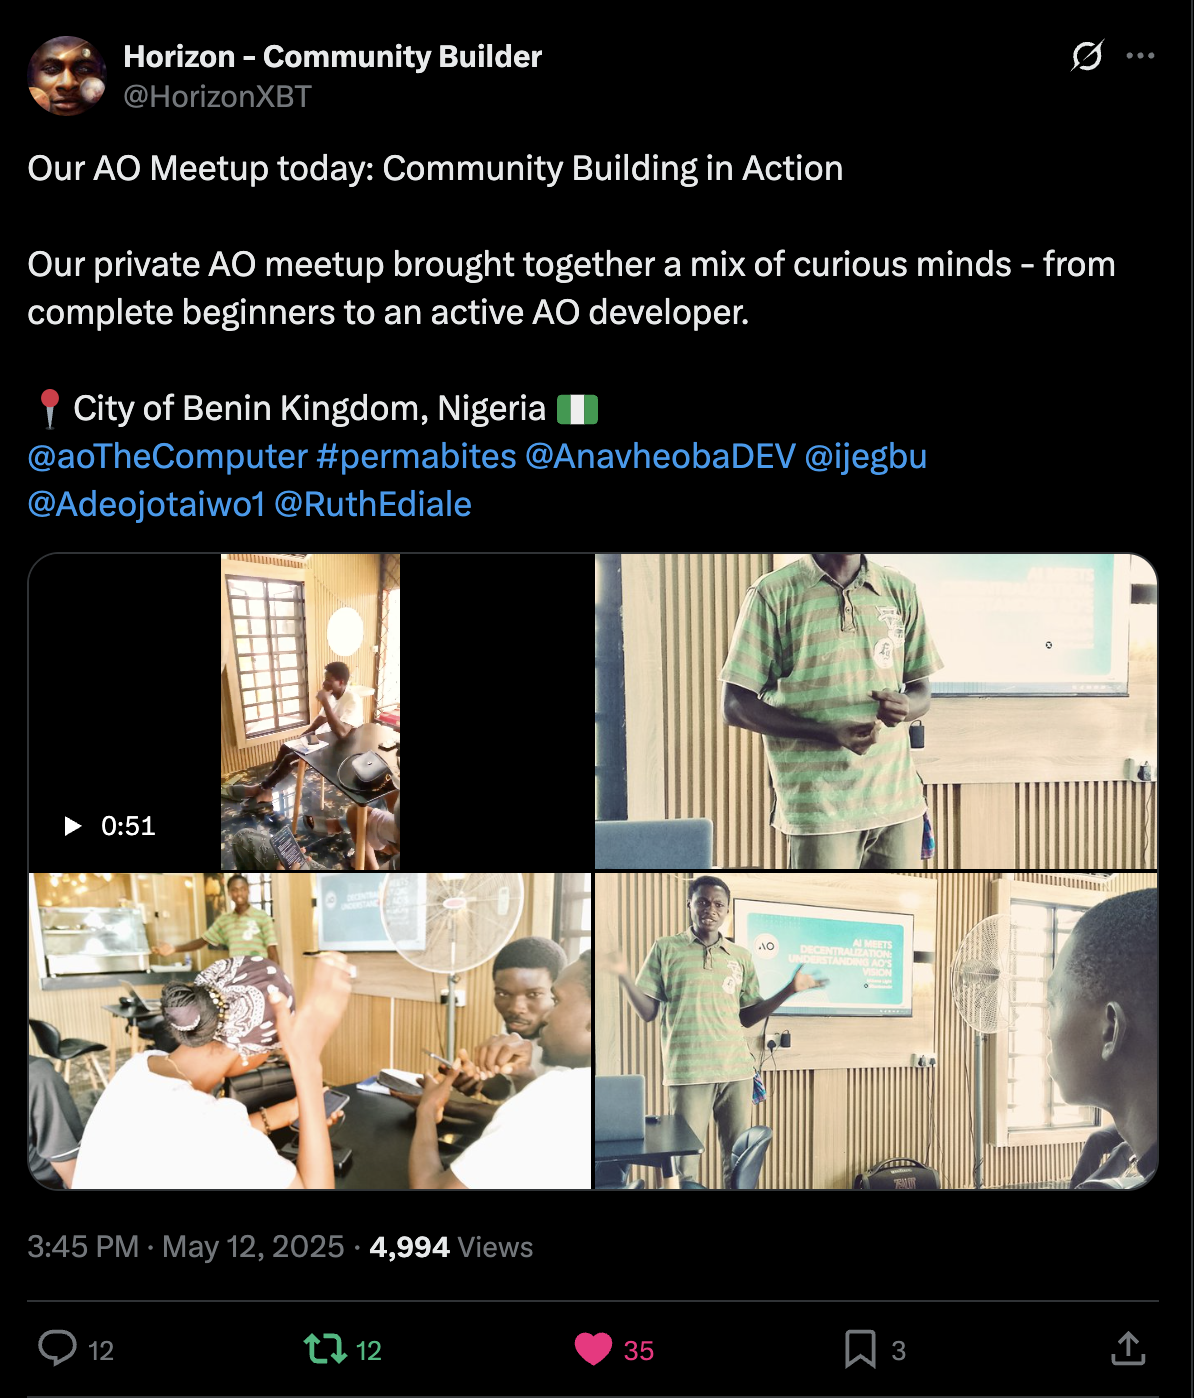 Horizon - Community Builder
@HorizonXBT
Our AO Meetup today: Community Building in Action
Our private AO meetup brought together a mix of curious minds - from
complete beginners to an active AO developer.
📍 City of Benin Kingdom, Nigeria 🇳🇬
@aoTheComputer #permabites @AnavheobaDEV @ijegbu
@Adeojotaiwo1 @RuthEdiale
0:51
AI MEETS
AO
AI MEETS
DECENTRALIZATION:
UNDERSTANDING AO'S
VISION
3:45 PM · May 12, 2025 · 4,994 Views
12
12
35
3